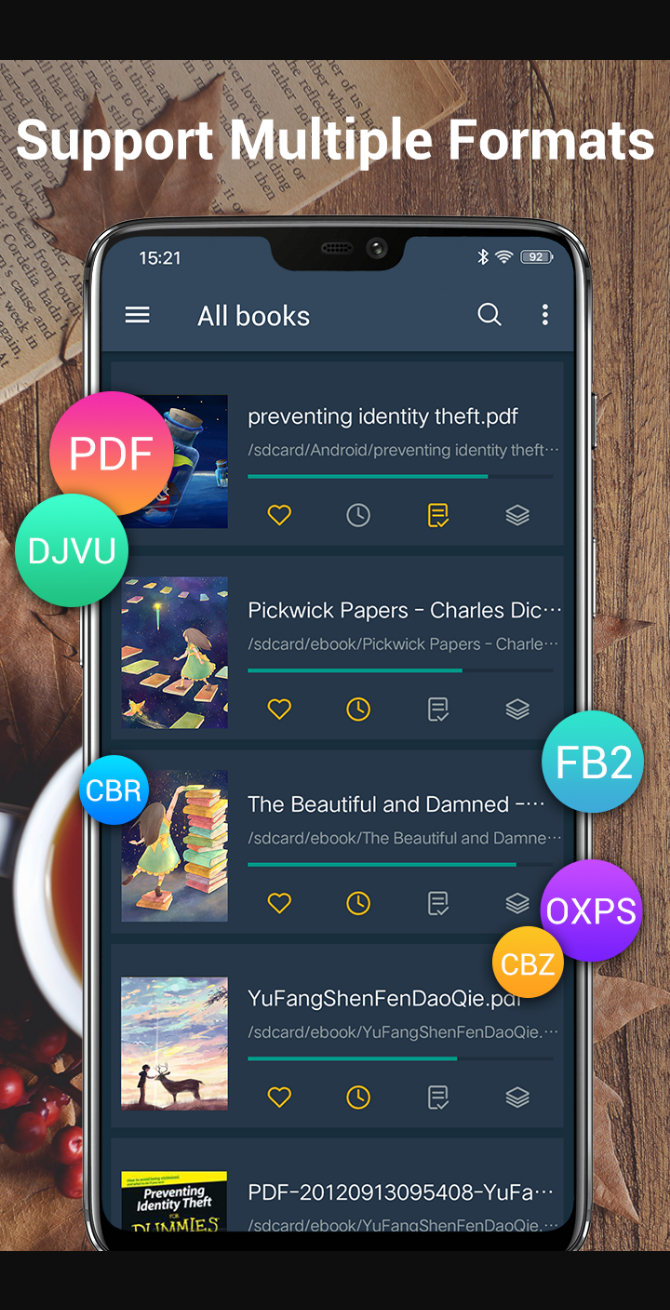 Support Multiple Formats
15:21
92
All books
preventing identity theft.pdf
/sdcard/Android/preventing identity theft···
PDF
DJVU
Pickwick Papers - Charles Dic···
/sdcard/ebook/Pickwick Papers - Charle···
FB2
CBR
The Beautiful and Damned -···
/sdcard/ebook/The Beautiful and Damne···
OXPS
CBZ
YuFangShenFenDaoQie.pdf
/sdcard/ebook/YuFangShenFenDaoQie.···
Preventing
Identity Theft
FOR
DUMMIES
PDF-20120913095408-YuFa···
/sdcard/ebook/YuFangShenFenDaoQie.···